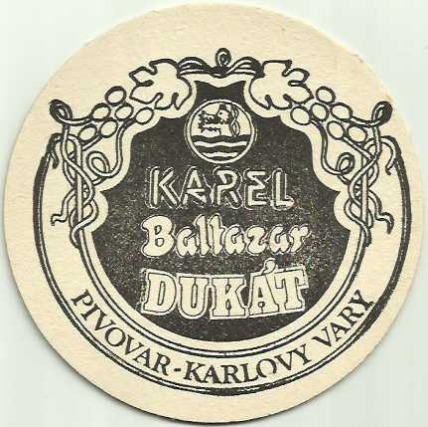 KAREL
Baltazar
DUKÁT
PIVOVAR-KARLOVY VARY